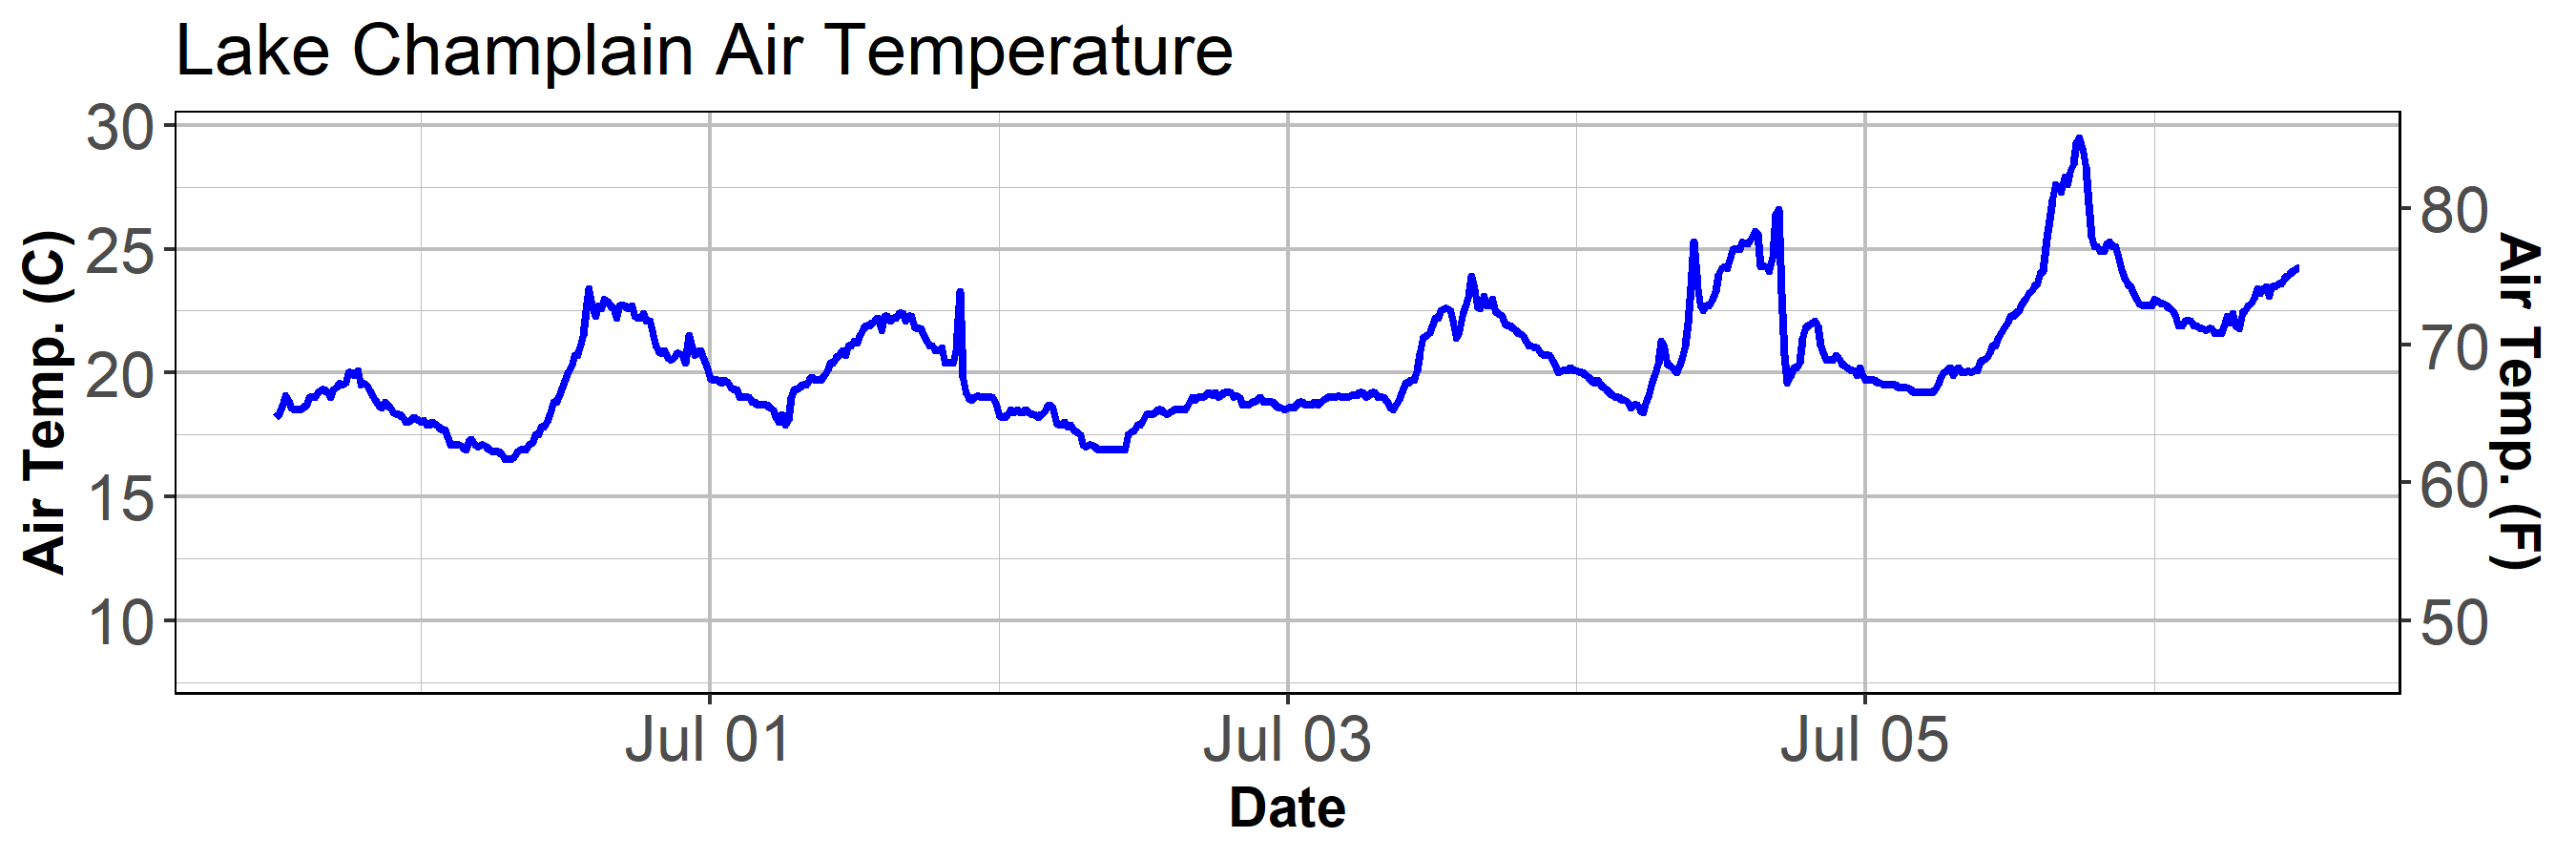 Lake Champlain Air Temperature
30
25
20
15
10
Air Temp. (C)
80
70
60
50
Air Temp. (F)
Jul 01 Jul 03 Jul 05
Date